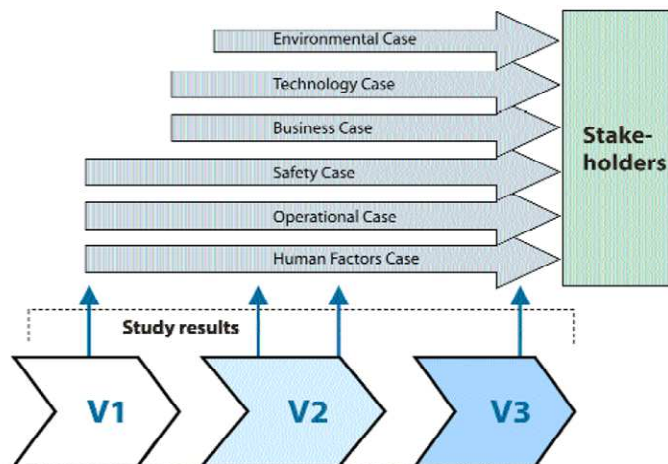 Environmental Case
Technology Case
Business Case
Safety Case
Operational Case
Human Factors Case
Stake-
holders
Study results
V1
V2
V3